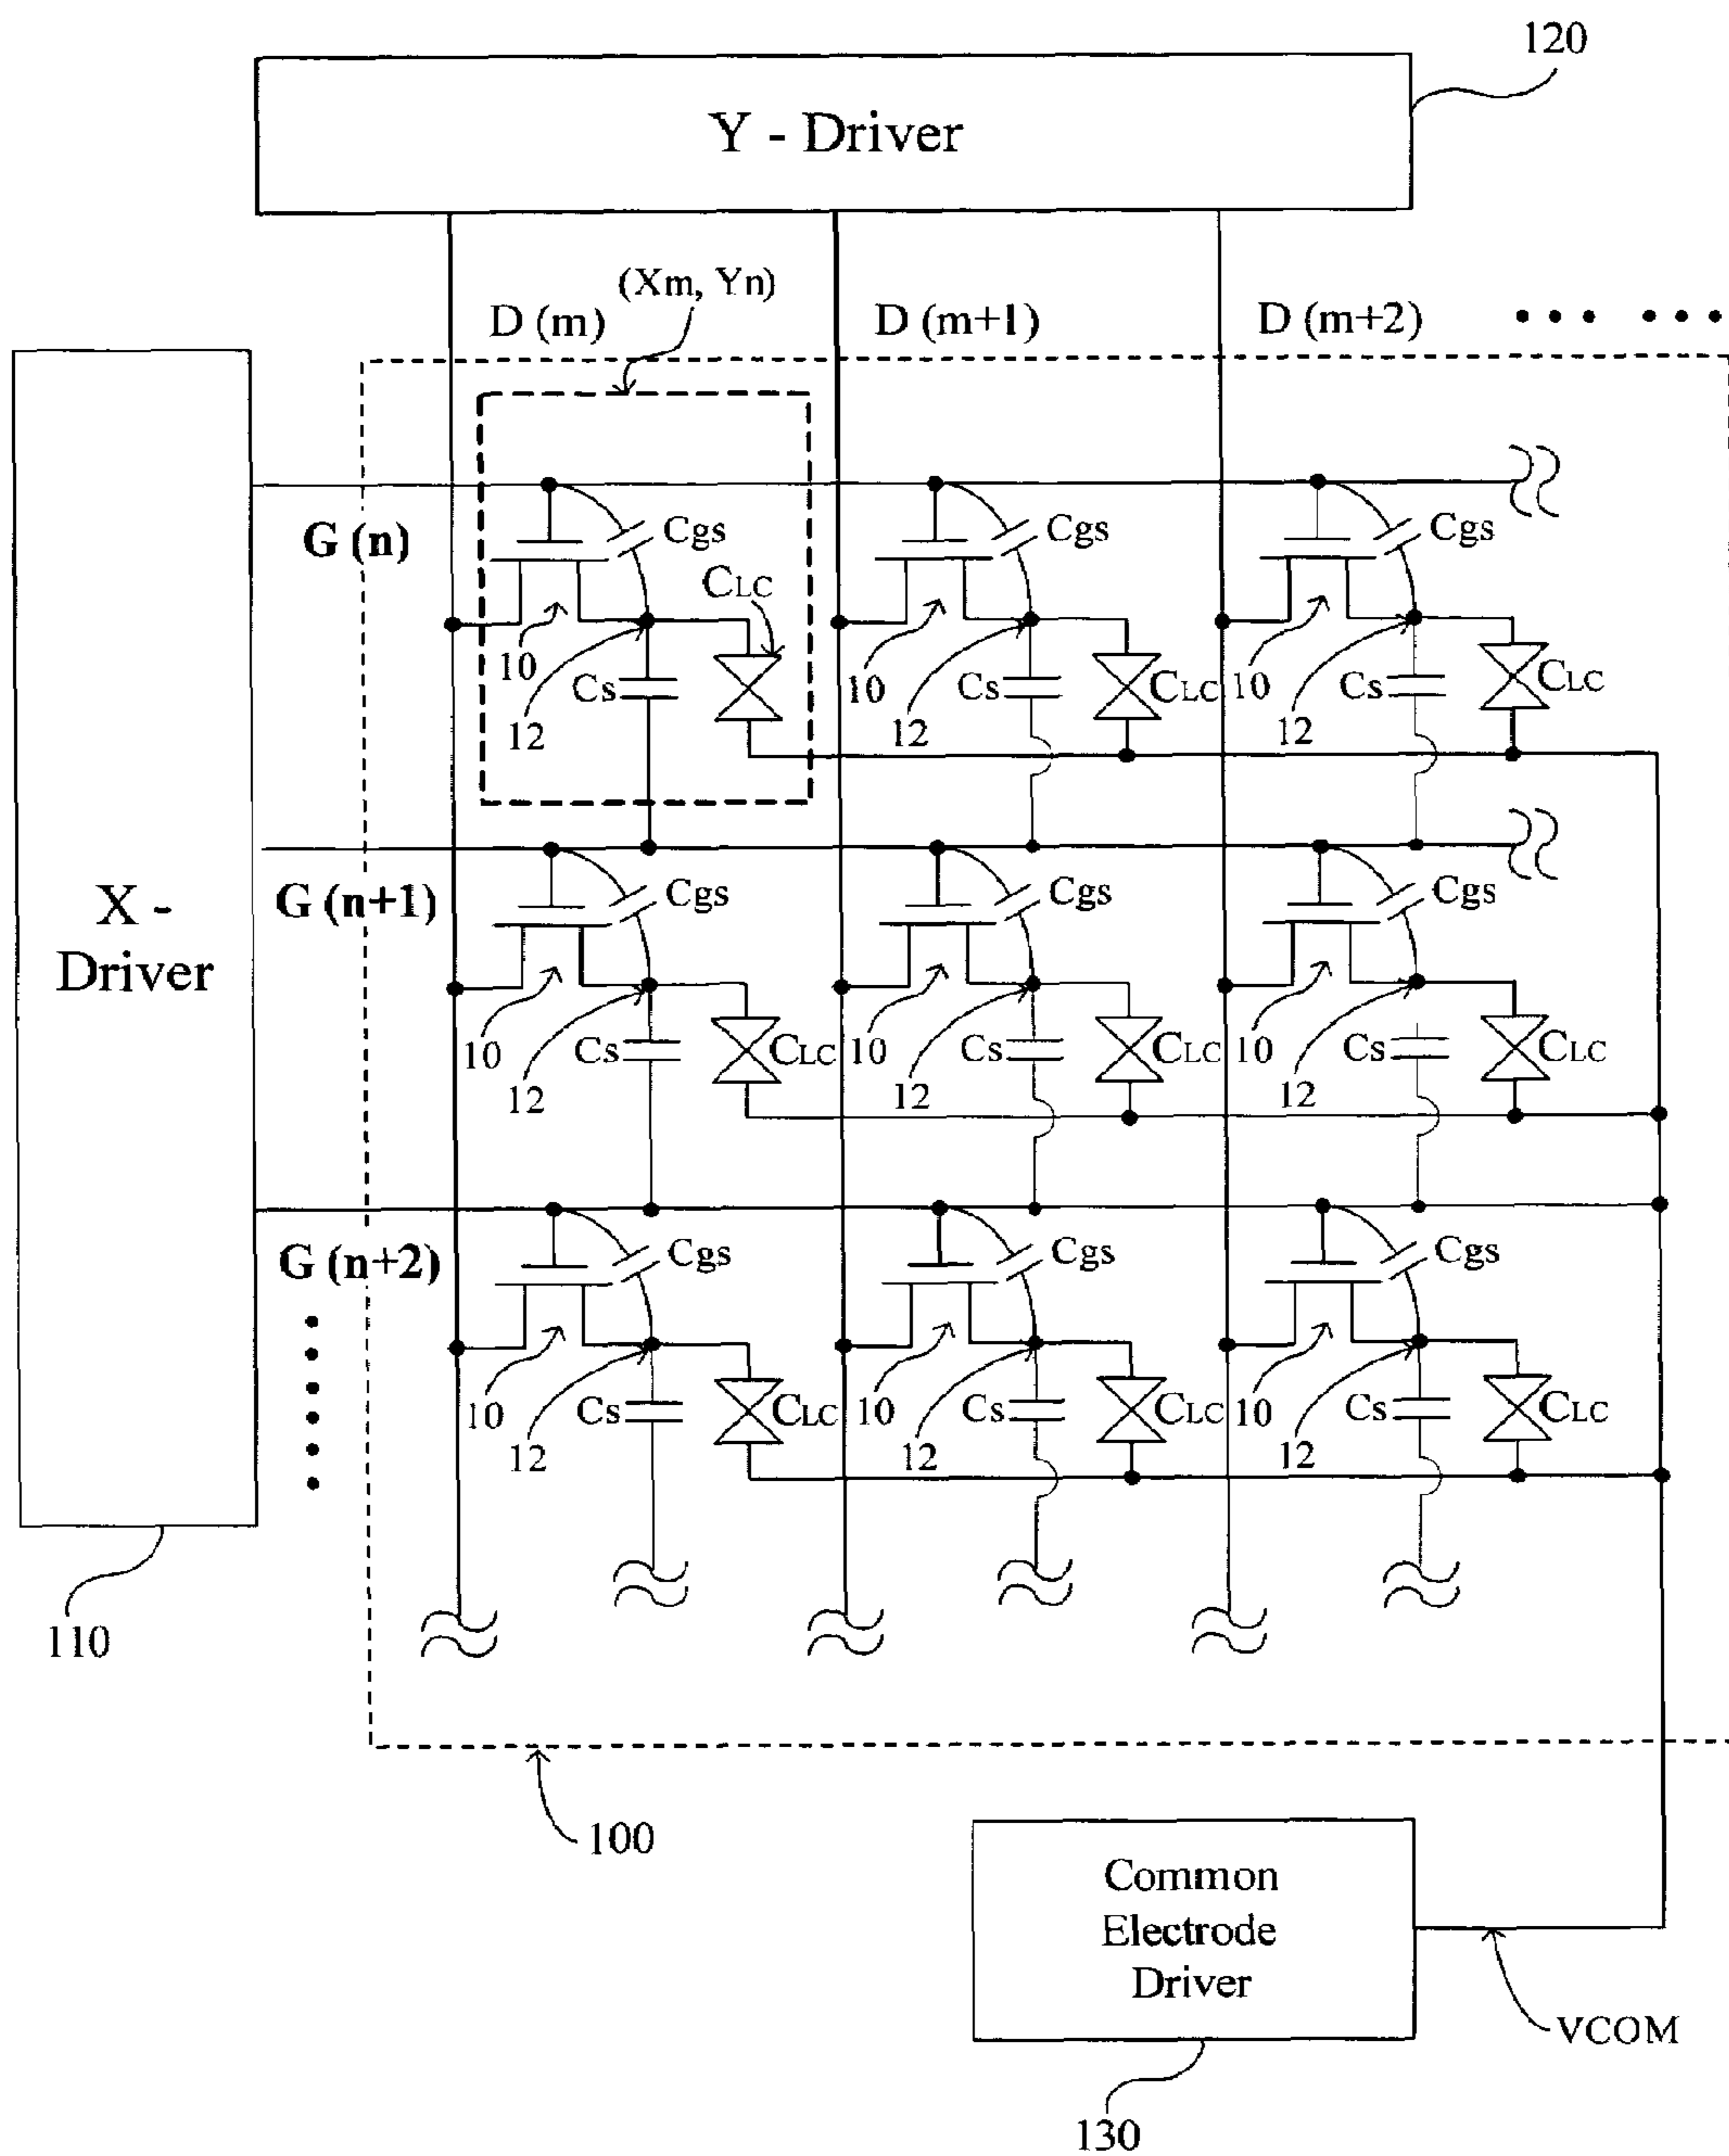 120
Y - Driver
(Xm, Yn)
D (m)
D (m+1)
D (m+2)
• • • • • •
G (n)
Cgs
Cgs
Cgs
CLC
10
12
Cs
10
12
Cs
CLC
10
12
Cs
CLC
X -
Driver
G (n+1)
Cgs
Cgs
Cgs
10
12
Cs
CLC
10
12
Cs
CLC
10
12
Cs
CLC
G (n+2)
Cgs
Cgs
Cgs
10
12
Cs
CLC
10
12
Cs
CLC
10
12
Cs
CLC
110
100
Common
Electrode
Driver
VCOM
130